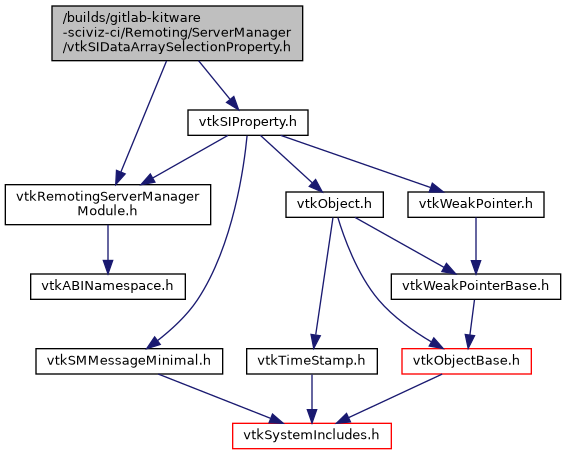 /builds/gitlab-kitware
-sciviz-ci/Remoting/ServerManager
/vtkSIDataArraySelectionProperty.h
vtkSIProperty.h
vtkRemotingServerManager
Module.h
vtkObject.h
vtkWeakPointer.h
vtkABINamespace.h
vtkWeakPointerBase.h
vtkSMMessageMinimal.h
vtkTimeStamp.h
vtkObjectBase.h
vtkSystemIncludes.h